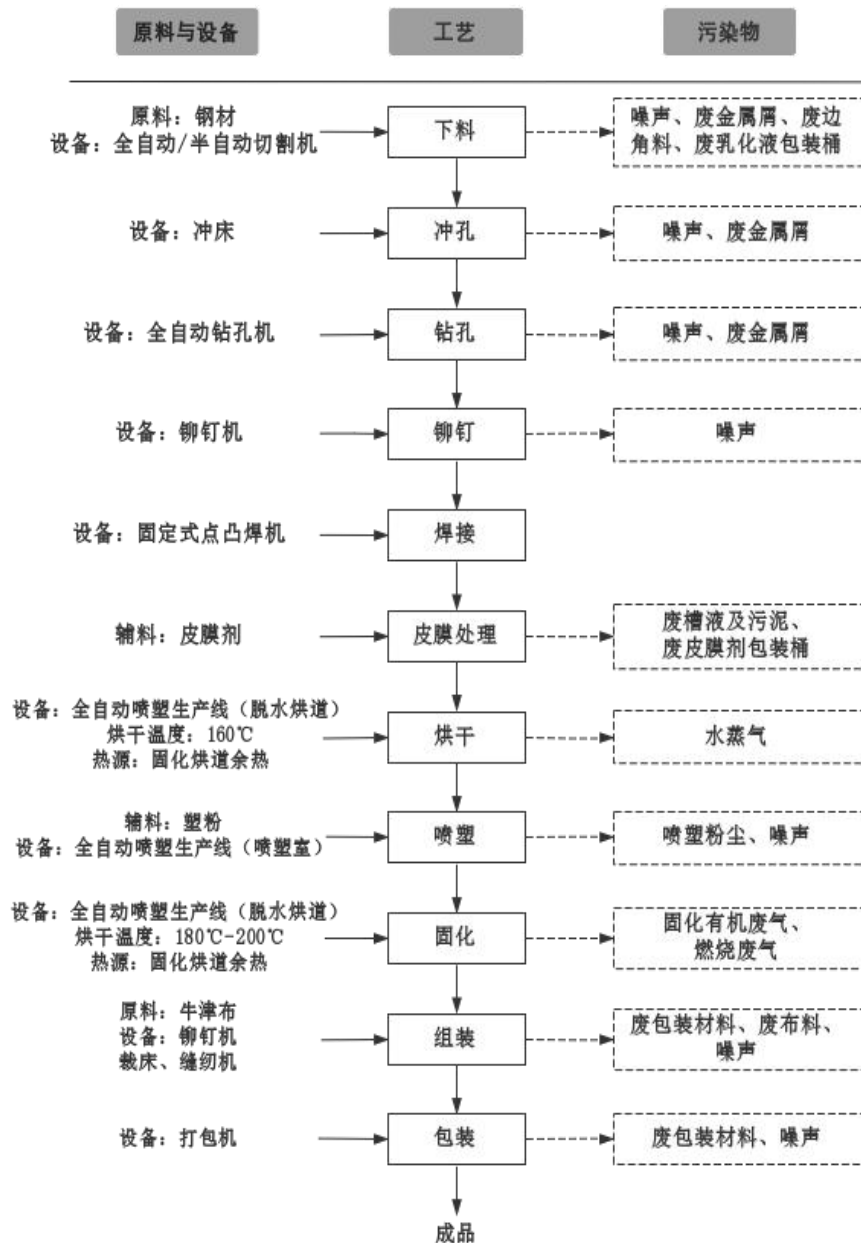 原料与设备 工艺 污染物
原料：钢材
设备：全自动/半自动切割机
下料
噪声、废金属屑、废边
角料、废乳化液包装桶
设备：冲床
冲孔
噪声、废金属屑
设备：全自动钻孔机
钻孔
噪声、废金属屑
设备：铆钉机
铆钉
噪声
设备：固定式点凸焊机
焊接
辅料：皮膜剂
皮膜处理
废槽液及污泥、
废皮膜剂包装桶
设备：全自动喷塑生产线（脱水烘道）
烘干温度：160℃
热源：固化烘道余热
烘干
水蒸气
辅料：塑粉
设备：全自动喷塑生产线（喷塑室）
喷塑
喷塑粉尘、噪声
设备：全自动喷塑生产线（脱水烘道）
烘干温度：180℃-200℃
热源：固化烘道余热
固化
固化有机废气、
燃烧废气
原料：牛津布
设备：铆钉机
裁床、缝纫机
组装
废包装材料、废布料、
噪声
设备：打包机
包装
废包装材料、噪声
成品